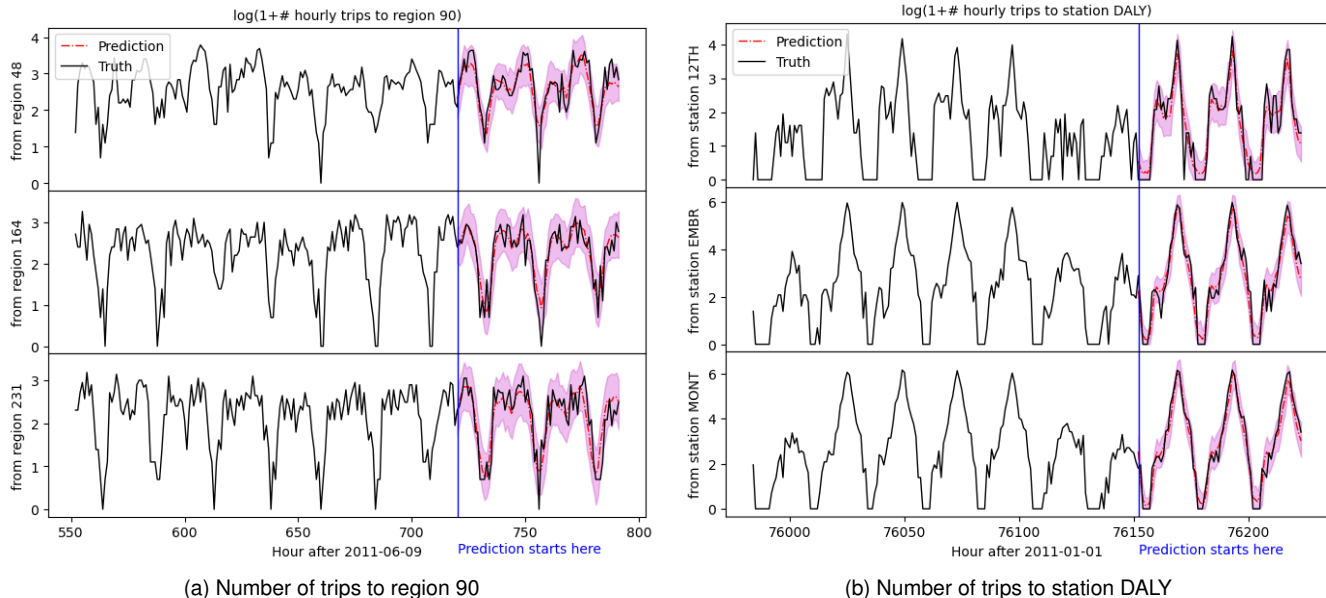 log(1+# hourly trips to region 90)
Prediction
Truth
from region 48
4
3
2
1
0
from region 164
3
2
1
0
from region 231
3
2
1
0
550 600 650 700 750 800
Hour after 2011-06-09 Prediction starts here
(a) Number of trips to region 90
log(1+# hourly trips to station DALY)
Prediction
Truth
from station 12TH
4
3
2
1
0
from station EMBR
6
4
2
0
from station MONT
6
4
2
0
76000 76050 76100 76150 76200
Hour after 2011-01-01 Prediction starts here
(b) Number of trips to station DALY